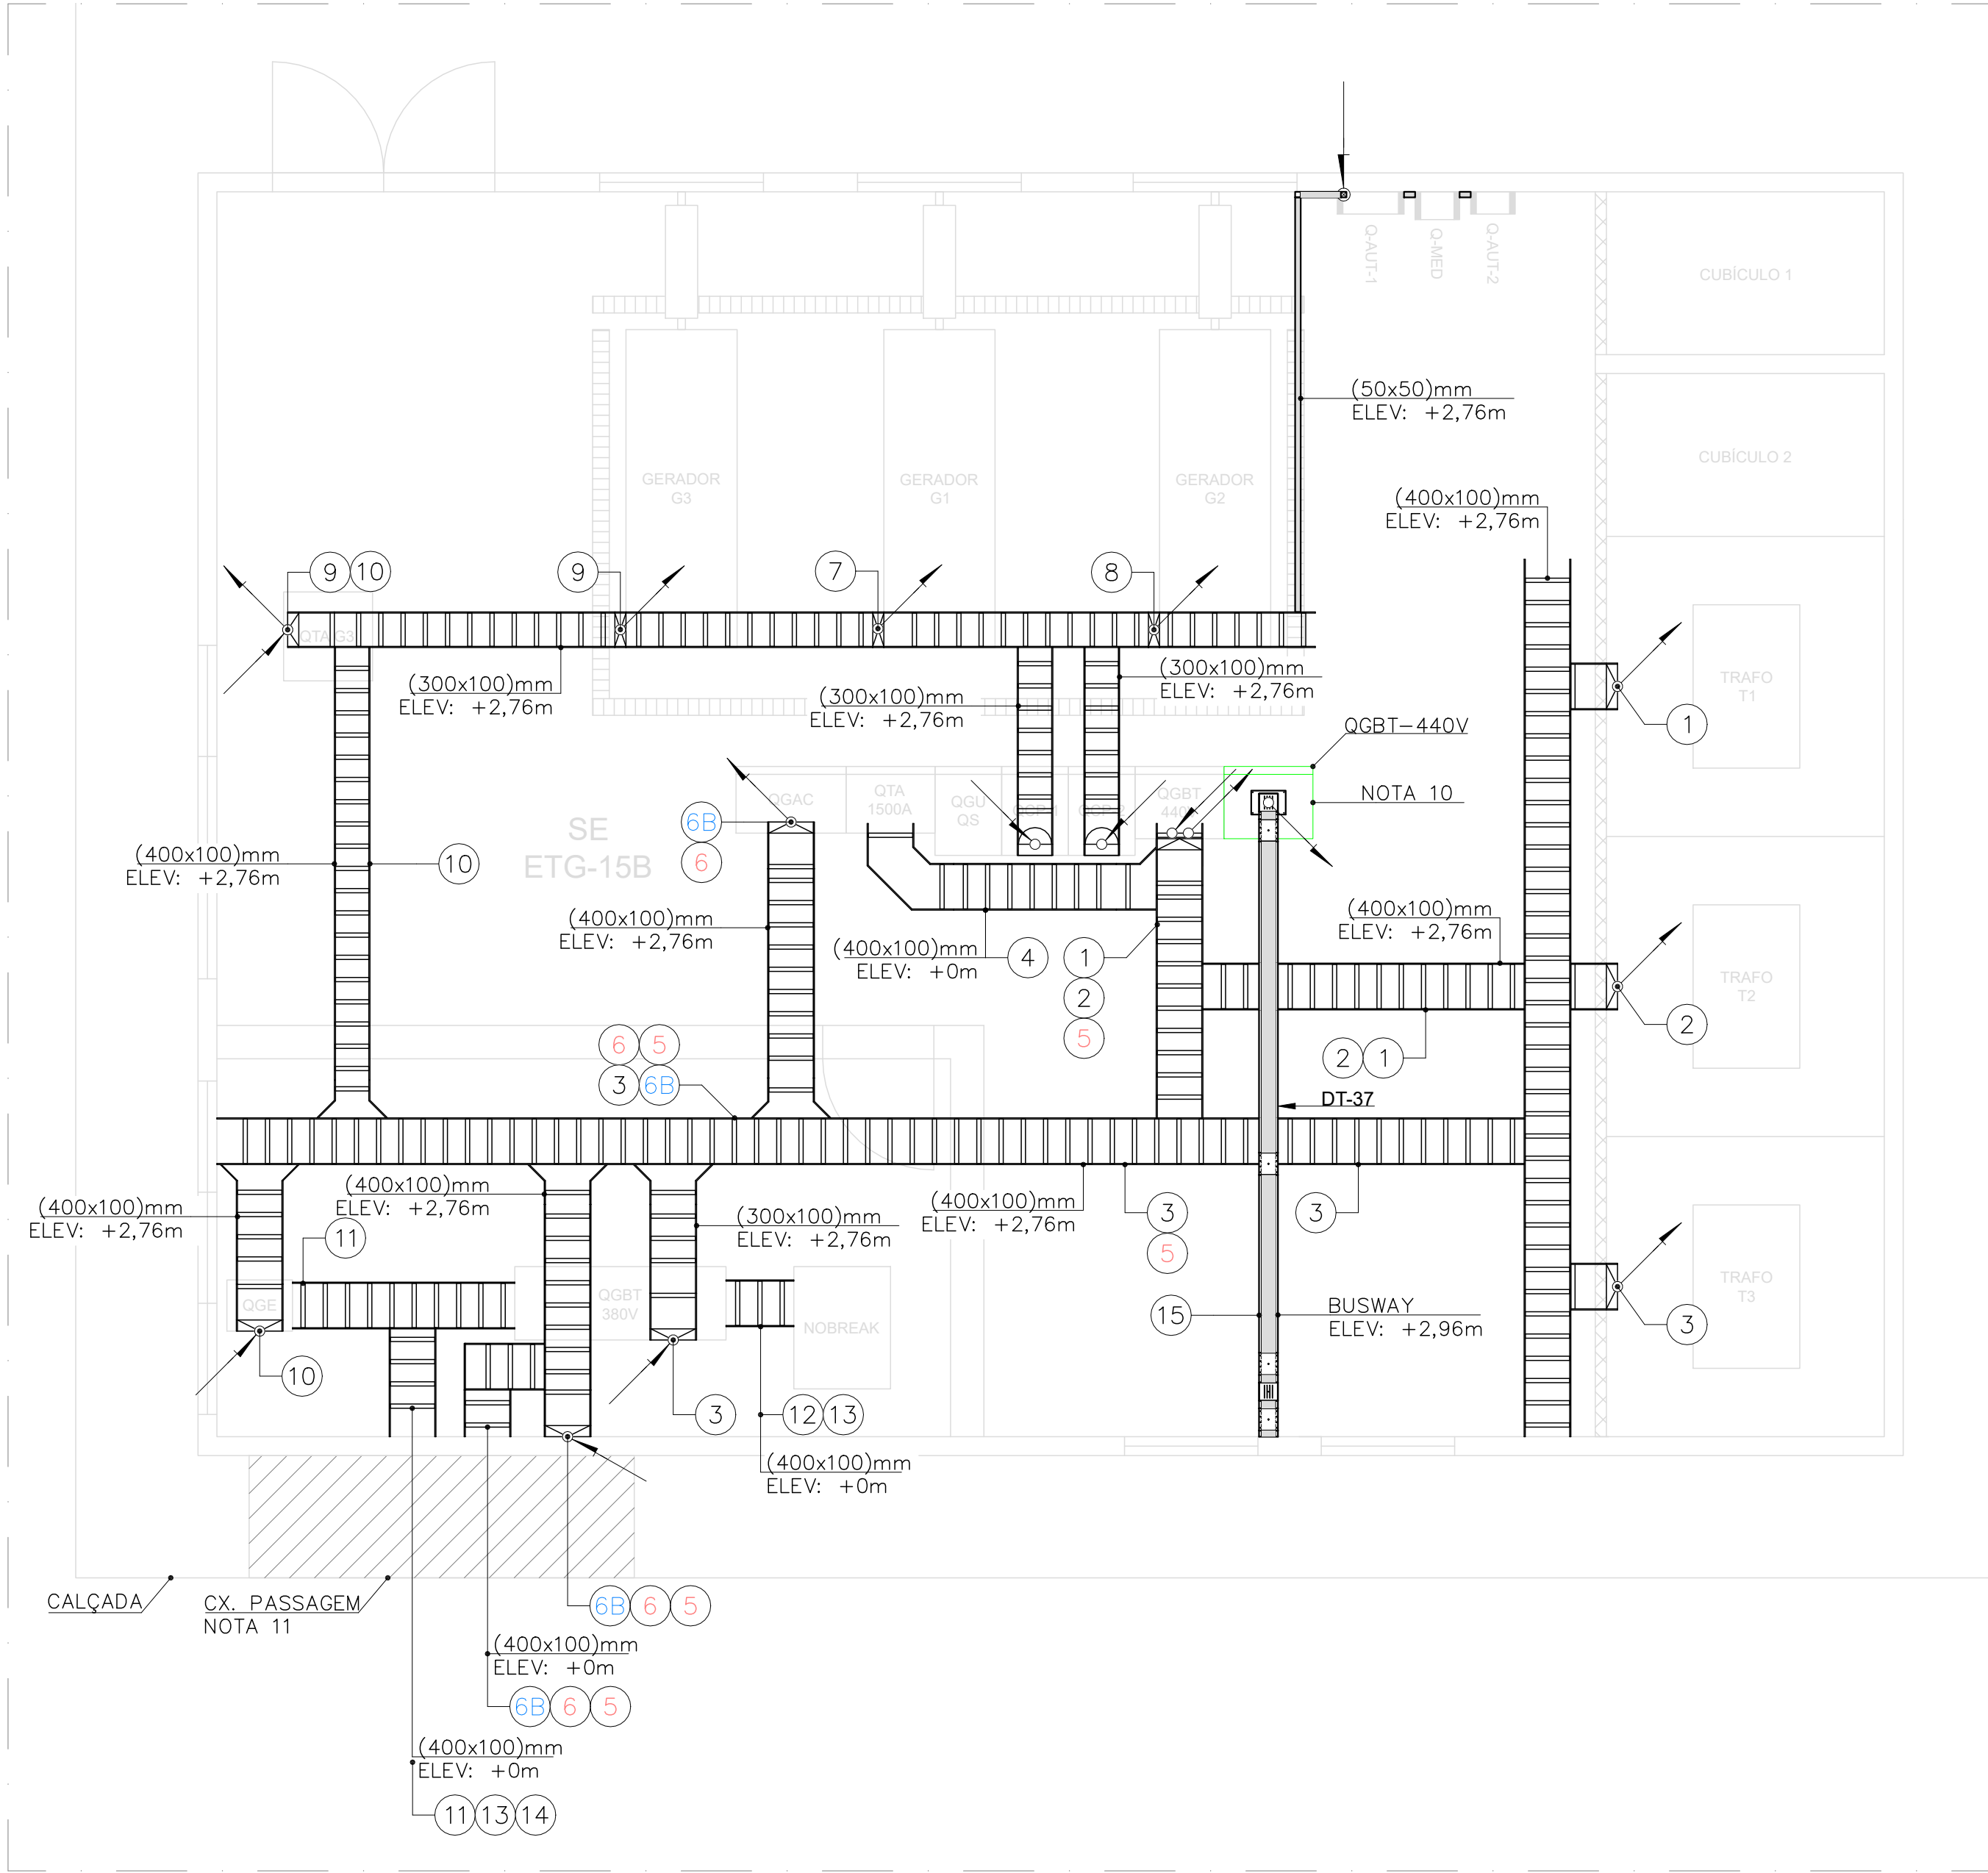 Q-AUT-1
Q-MED
Q-AUT-2
CUBÍCULO 1
(50x50)mm
ELEV: +2,76m
CUBÍCULO 2
GERADOR
G3
GERADOR
G1
GERADOR
G2
(400x100)mm
ELEV: +2,76m
9 10
9
7
8
QTA G3
(300x100)mm
ELEV: +2,76m
(300x100)mm
ELEV: +2,76m
(300x100)mm
ELEV: +2,76m
TRAFO
T1
1
QGBT-440V
NOTA 10
QGAC
QTA
1500A
QGU
QS
QGBT
SE
ETG-15B
6B
6
(400x100)mm
ELEV: +2,76m
10
(400x100)mm
ELEV: +2,76m
(400x100)mm
ELEV: +0m
4
1
2
5
(400x100)mm
ELEV: +2,76m
TRAFO
T2
2
6 5
3 6B
2 1
DT-37
(400x100)mm
ELEV: +2,76m
(400x100)mm
ELEV: +2,76m
(300x100)mm
ELEV: +2,76m
(400x100)mm
ELEV: +2,76m
3
5
3
11
QGE
QGBT
380V
NOBREAK
15
BUSWAY
ELEV: +2,96m
TRAFO
T3
3
10
3
12 13
(400x100)mm
ELEV: +0m
CALÇADA
CX. PASSAGEM
NOTA 11
6B 6 5
(400x100)mm
ELEV: +0m
6B 6 5
(400x100)mm
ELEV: +0m
11 13 14